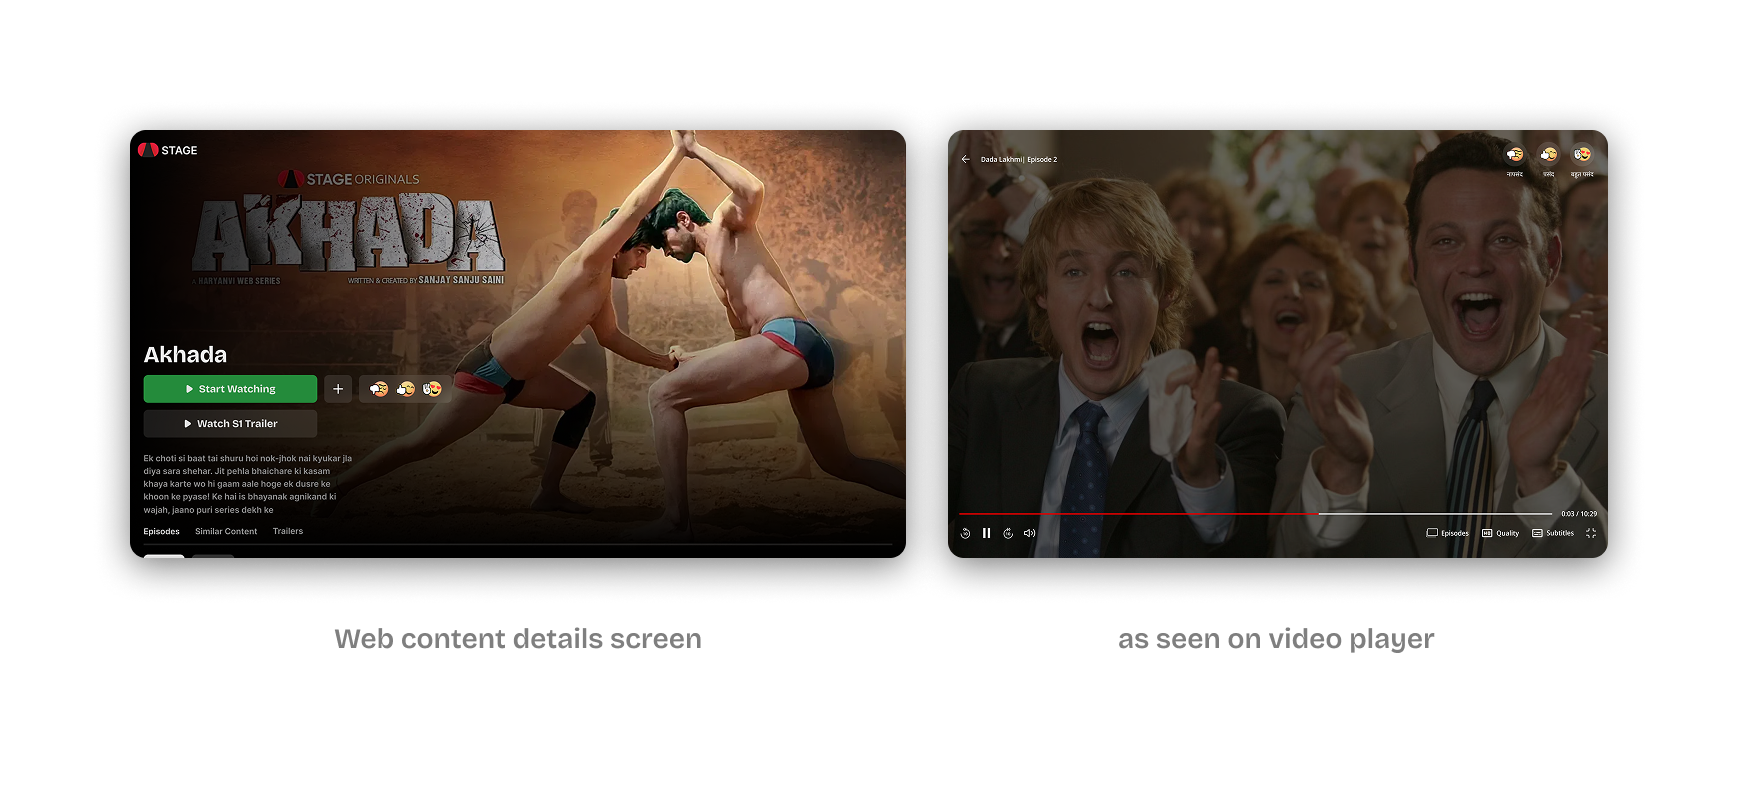 STAGE
STAGE ORIGINALS
AKHADA
A HARYANVI WEB SERIES
WRITTEN & CREATED BY SANJAY SANJU SAINI
Akhada
Start Watching
Watch S1 Trailer
Ek choti si baat tai shuru hoi nok-jhok nai kyukar jla
diya sara shehar. Jit pehla bhaichare ki kasam
khaya karte wo hi gaam aale hoge ek dusre ke
khoon ke pyase! Ke hai is bhayanak agnikand ki
wajah, jaano puri series dekh ke
Episodes Similar Content Trailers
Web content details screen
Dada Lakhmi| Episode 2
नापसंद पसंद बहुत पसंद
0:03 / 10:29
Episodes Quality Subtitles
as seen on video player